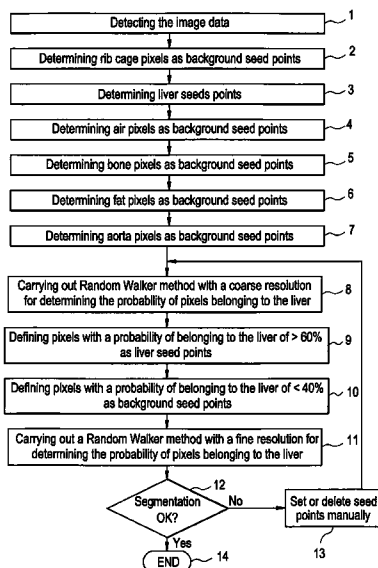 Detecting the image data
1
Determining rib cage pixels as background seed points
2
Determining liver seeds points
3
Determining air pixels as background seed points
4
Determining bone pixels as background seed points
5
Determining fat pixels as background seed points
6
Determining aorta pixels as background seed points
7
Carrying out Random Walker method with a coarse resolution
for determining the probability of pixels belonging to the liver
8
Defining pixels with a probability of belonging to the liver of > 60%
as liver seed points
9
Defining pixels with a probability of belonging to the liver of < 40%
as background seed points
10
Carrying out a Random Walker method with a fine resolution for
determining the probability of pixels belonging to the liver
11
12
Segmentation
OK?
No
Set or delete seed
points manually
13
Yes
END
14